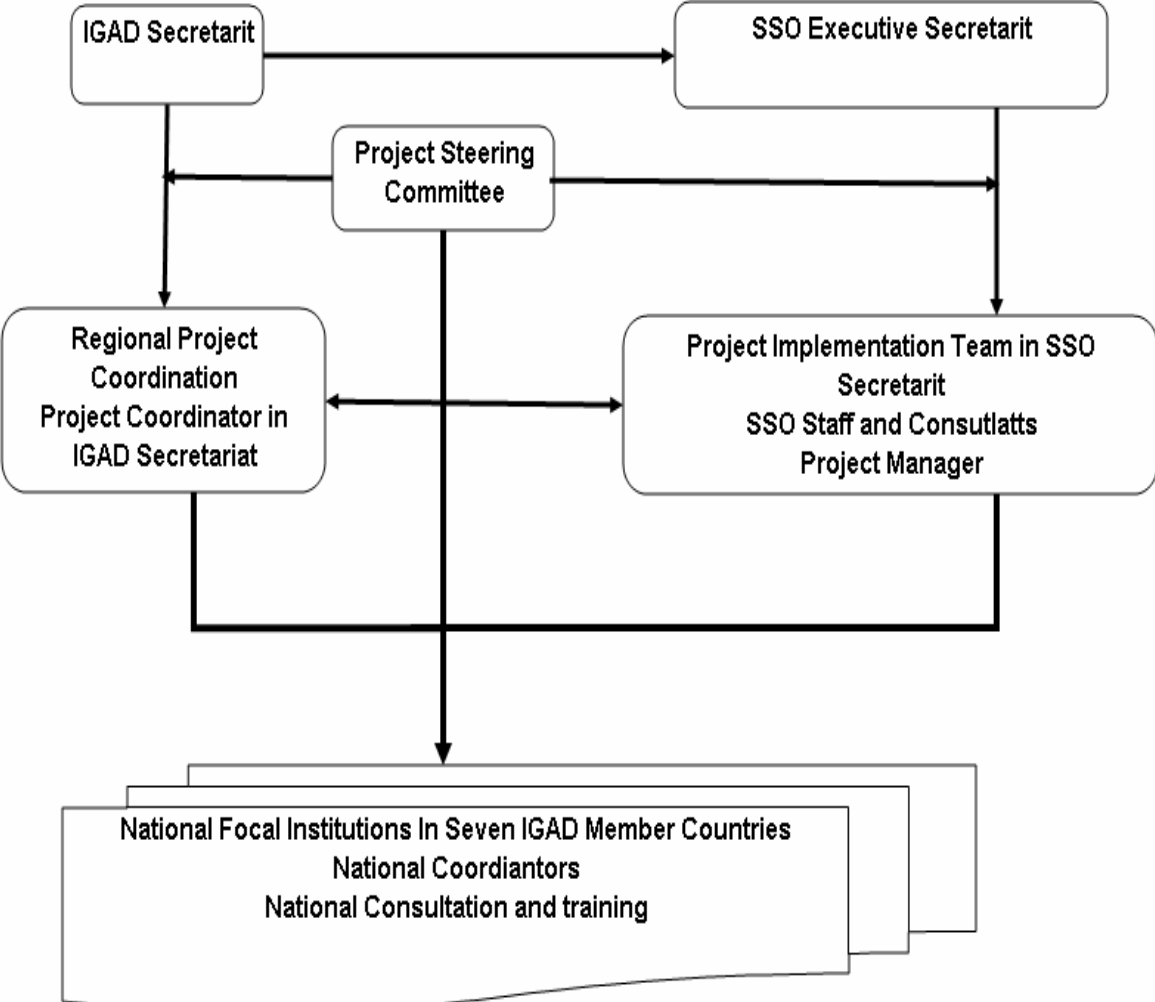 IGAD Secretarit
SSO Executive Secretarit
Project Steering
Committee
Regional Project
Coordination
Project Coordinator in
IGAD Secretariat
Project Implementation Team in SSO
Secretarit
SSO Staff and Consutlatts
Project Manager
National Focal Institutions In Seven IGAD Member Countries
National Coordiantors
National Consultation and training